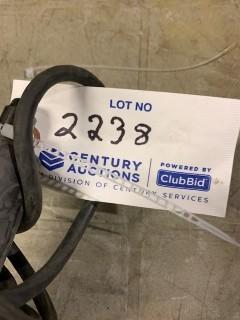 LOT NO
2238
CENTURY AUCTIONS
POWERED BY ClubBid
A DIVISION OF CENTURY SERVICES